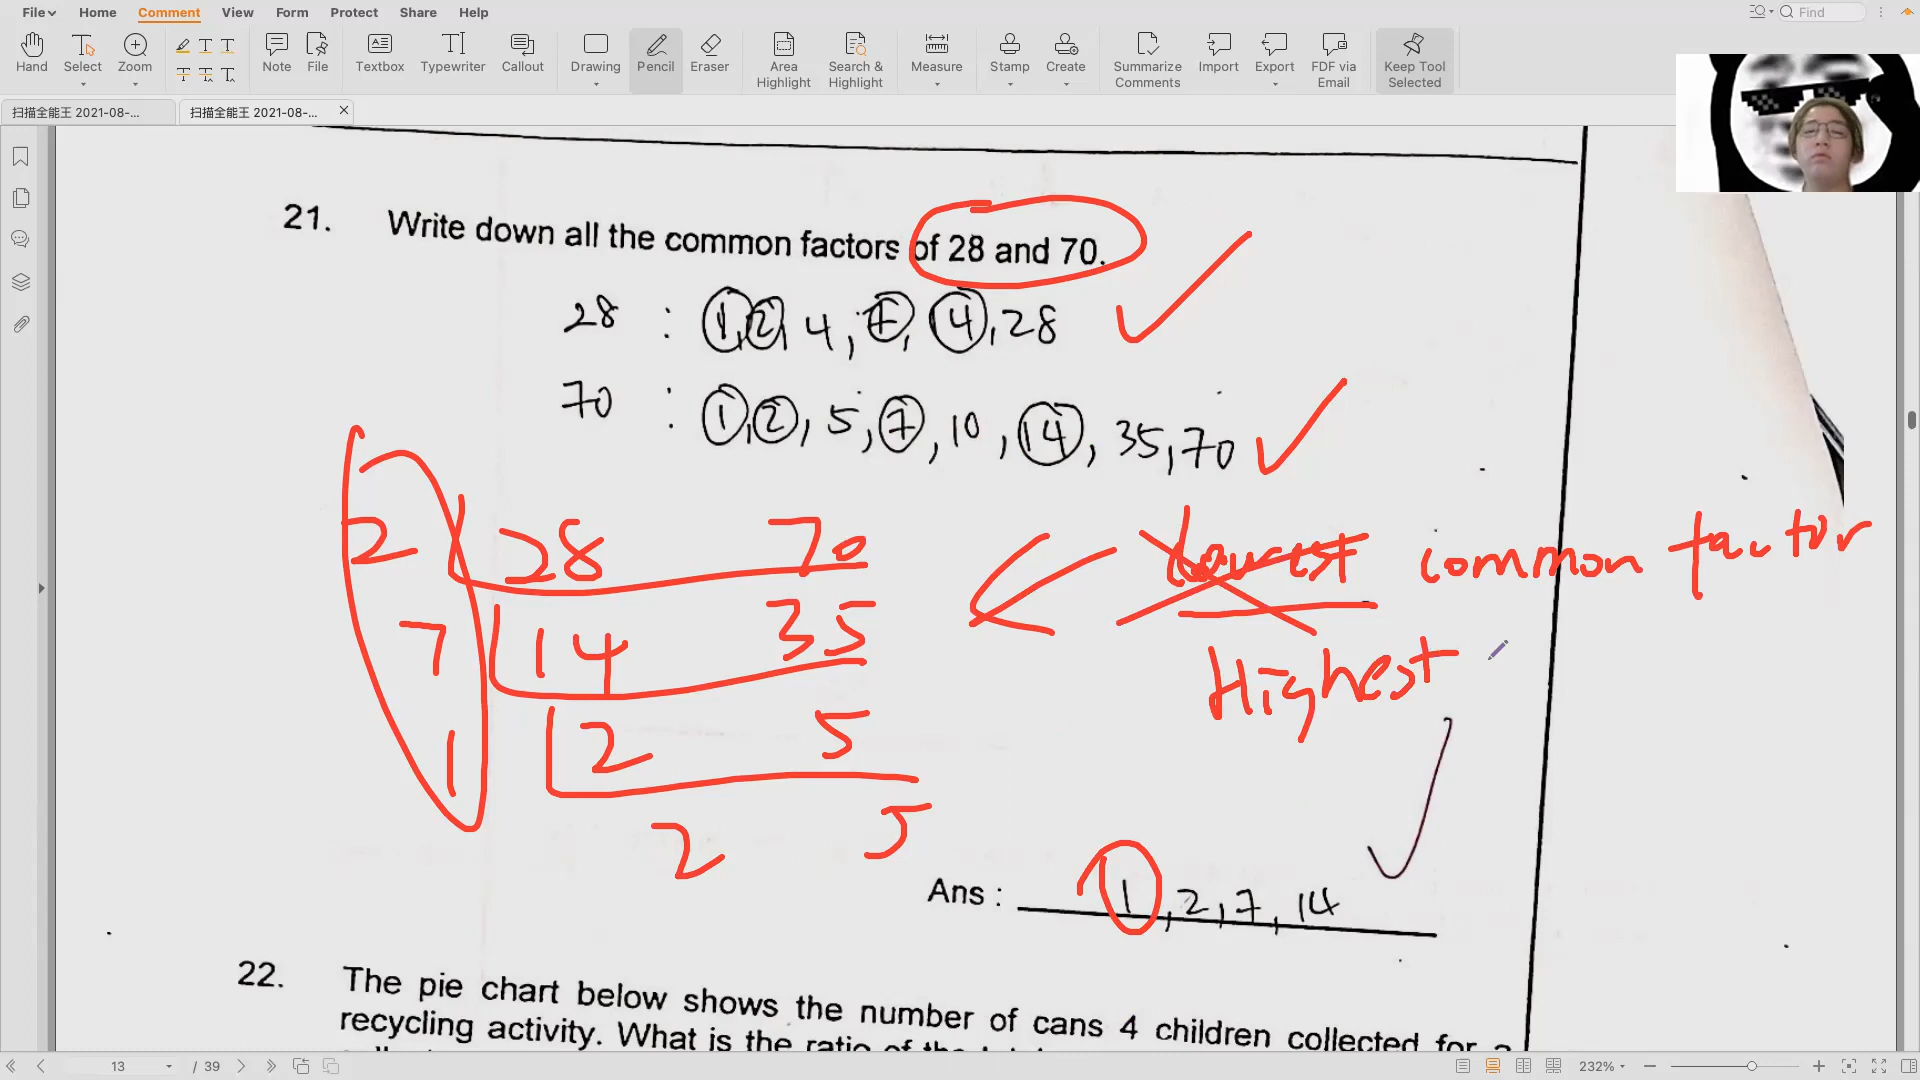 File Home Comment View Form Protect Share Help Find
Hand Select Zoom Note File Textbox Typewriter Callout Drawing Pencil Eraser Area Highlight Search & Highlight Measure Stamp Create Summarize Comments Import Export FDF via Email Keep Tool Selected
扫描全能王 2021-08-... 扫描全能王 2021-08-...
21. Write down all the common factors of 28 and 70.
28 : 1, 2, 4, 7, 14, 28
70 : 1, 2, 5, 7, 10, 14, 35, 70
2 28 70
Lowest common factor
7 14 35
Highest
1 2 5
2 5
Ans : 1, 2, 7, 14
22. The pie chart below shows the number of cans 4 children collected for a
recycling activity. What is the ratio of the
13 / 39 232%